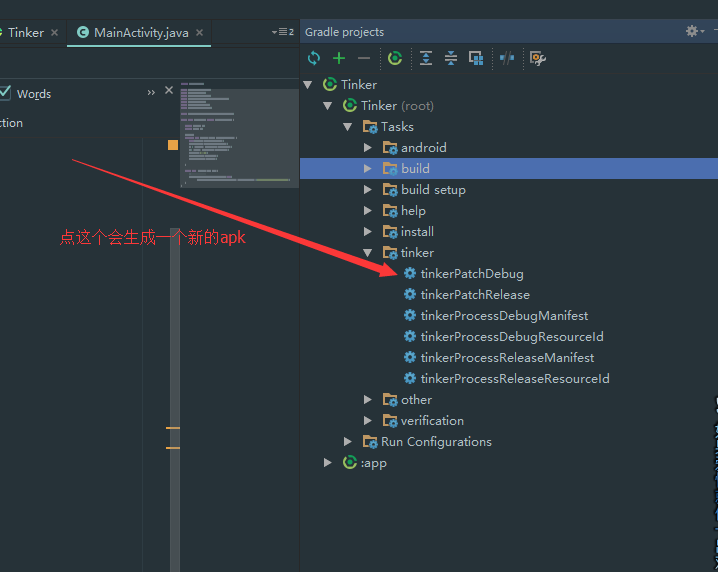 Tinker
MainActivity.java
2
Gradle projects
Words
ction
点这个会生成一个新的apk
Tinker
Tinker (root)
Tasks
android
build
build setup
help
install
tinker
tinkerPatchDebug
tinkerPatchRelease
tinkerProcessDebugManifest
tinkerProcessDebugResourceId
tinkerProcessReleaseManifest
tinkerProcessReleaseResourceId
other
verification
Run Configurations
:app